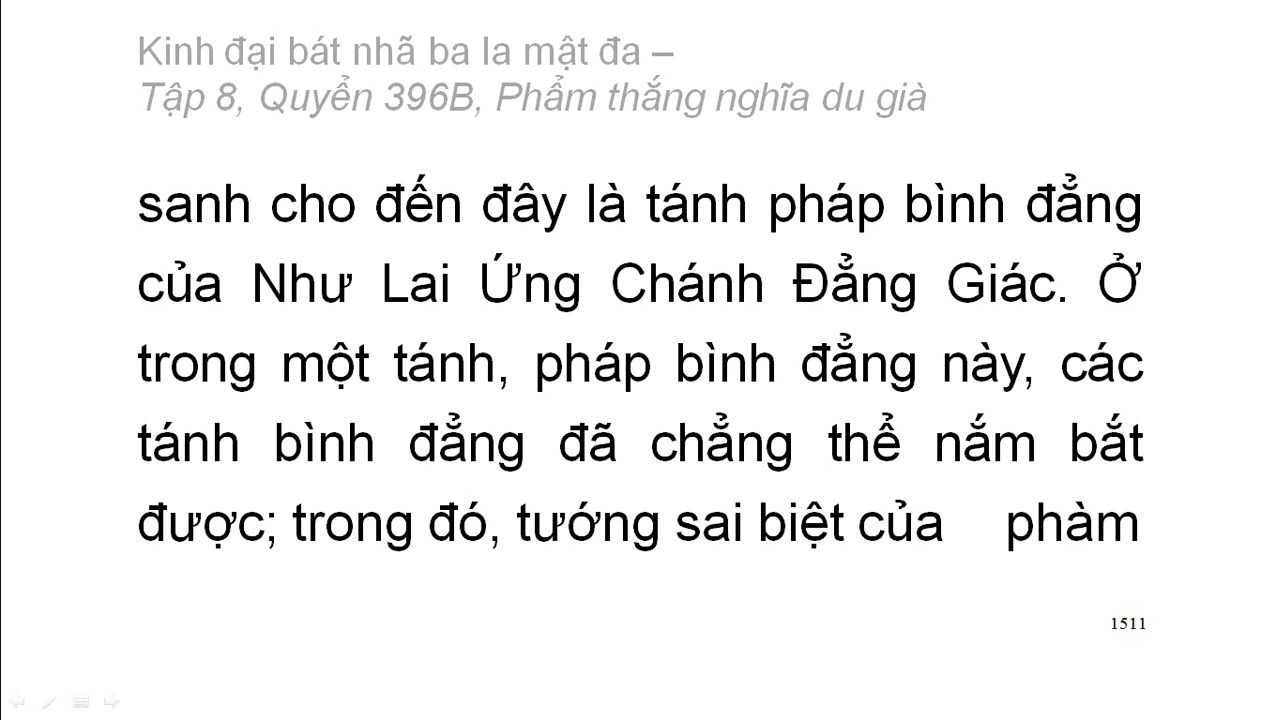 Kinh đại bát nhã ba la mật đa –
Tập 8, Quyển 396B, Phẩm thắng nghĩa du già
sanh cho đến đây là tánh pháp bình đẳng
của Như Lai Ứng Chánh Đẳng Giác. Ở
trong một tánh, pháp bình đẳng này, các
tánh bình đẳng đã chẳng thể nắm bắt
được; trong đó, tướng sai biệt của phàm
1511